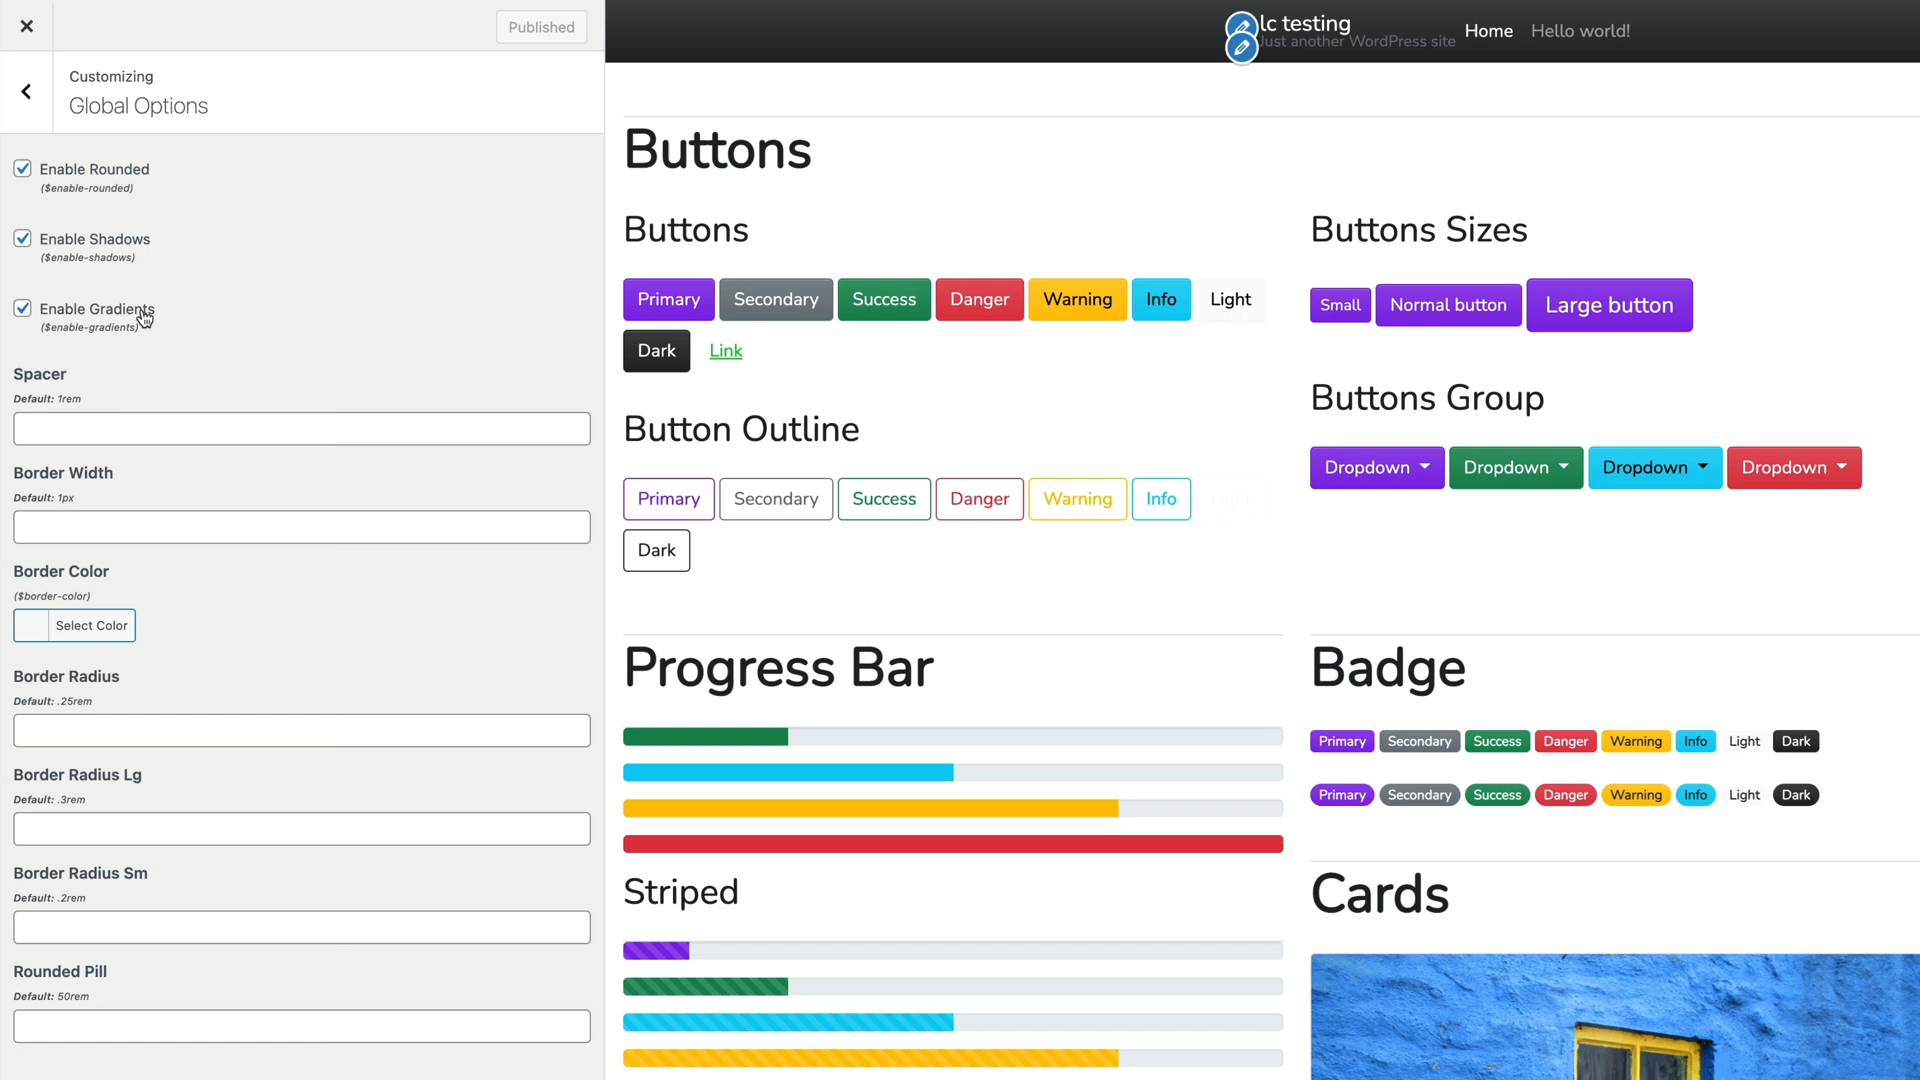 Published
Customizing
Global Options
Enable Rounded
($enable-rounded)
Enable Shadows
($enable-shadows)
Enable Gradients
($enable-gradients)
Spacer
Default: 1rem
Border Width
Default: 1px
Border Color
($border-color)
Select Color
Border Radius
Default: .25rem
Border Radius Lg
Default: .3rem
Border Radius Sm
Default: .2rem
Rounded Pill
Default: 50rem
lc testing
Just another WordPress site
Home Hello world!
Buttons
Buttons
Primary Secondary Success Danger Warning Info Light
Dark Link
Button Outline
Primary Secondary Success Danger Warning Info Light
Dark
Buttons Sizes
Small Normal button Large button
Buttons Group
Dropdown Dropdown Dropdown Dropdown
Progress Bar
Striped
Badge
Primary Secondary Success Danger Warning Info Light Dark
Primary Secondary Success Danger Warning Info Light Dark
Cards